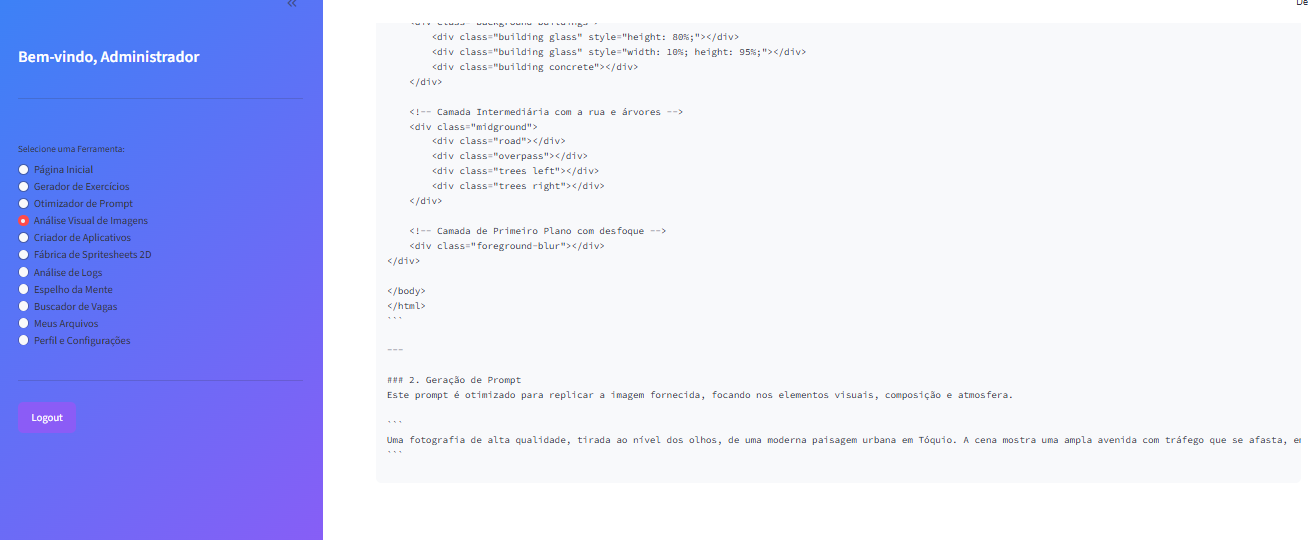 «
De
Bem-vindo, Administrador
Selecione uma Ferramenta:
Página Inicial
Gerador de Exercícios
Otimizador de Prompt
Análise Visual de Imagens
Criador de Aplicativos
Fábrica de Spritesheets 2D
Análise de Logs
Espelho da Mente
Buscador de Vagas
Meus Arquivos
Perfil e Configurações
Logout
<div class="background-buildings">
<div class="building glass" style="height: 80%;"></div>
<div class="building glass" style="width: 10%; height: 95%;"></div>
<div class="building concrete"></div>
</div>
<!-- Camada Intermediária com a rua e árvores -->
<div class="midground">
<div class="road"></div>
<div class="overpass"></div>
<div class="trees left"></div>
<div class="trees right"></div>
</div>
<!-- Camada de Primeiro Plano com desfoque -->
<div class="foreground-blur"></div>
</div>
</body>
</html>
```
---
### 2. Geração de Prompt
Este prompt é otimizado para replicar a imagem fornecida, focando nos elementos visuais, composição e atmosfera.
```
Uma fotografia de alta qualidade, tirada ao nível dos olhos, de uma moderna paisagem urbana em Tóquio. A cena mostra uma ampla avenida com tráfego que se afasta, e
```